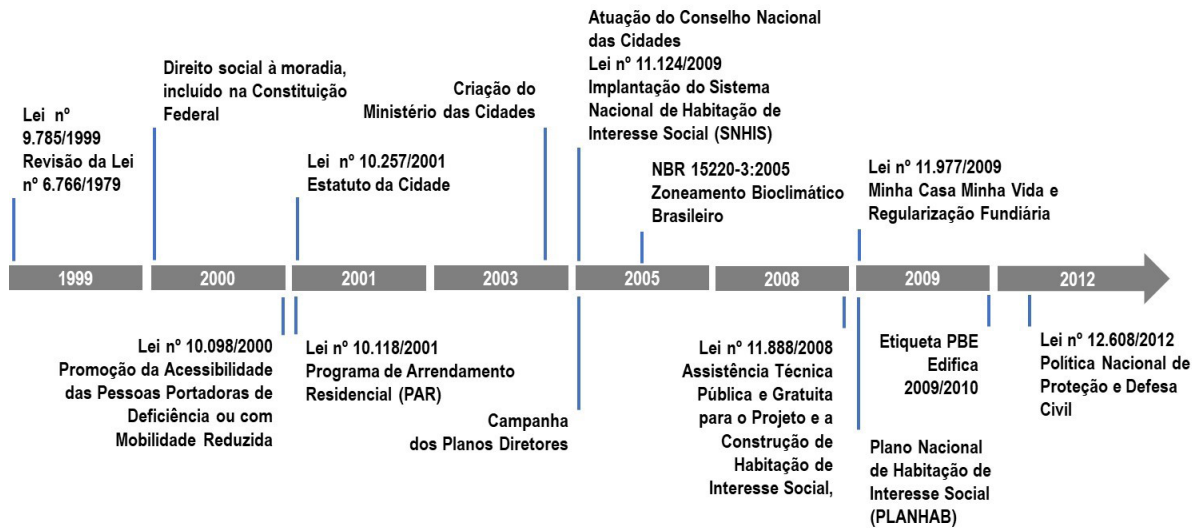 Lei nº
9.785/1999
Revisão da Lei
nº 6.766/1979
Direito social à moradia,
incluído na Constituição
Federal
Lei nº 10.257/2001
Estatuto da Cidade
Criação do
Ministério das Cidades
Atuação do Conselho Nacional
das Cidades
Lei nº 11.124/2009
Implantação do Sistema
Nacional de Habitação de
Interesse Social (SNHIS)
NBR 15220-3:2005
Zoneamento Bioclimático
Brasileiro
Lei nº 11.977/2009
Minha Casa Minha Vida e
Regularização Fundiária
1999 2000 2001 2003 2005 2008 2009 2012
Lei nº 10.098/2000
Promoção da Acessibilidade
das Pessoas Portadoras de
Deficiência ou com
Mobilidade Reduzida
Lei nº 10.118/2001
Programa de Arrendamento
Residencial (PAR)
Campanha
dos Planos Diretores
Lei nº 11.888/2008
Assistência Técnica
Pública e Gratuita
para o Projeto e a
Construção de
Habitação de
Interesse Social,
Etiqueta PBE
Edifica
2009/2010
Plano Nacional
de Habitação de
Interesse Social
(PLANHAB)
Lei nº 12.608/2012
Política Nacional de
Proteção e Defesa
Civil